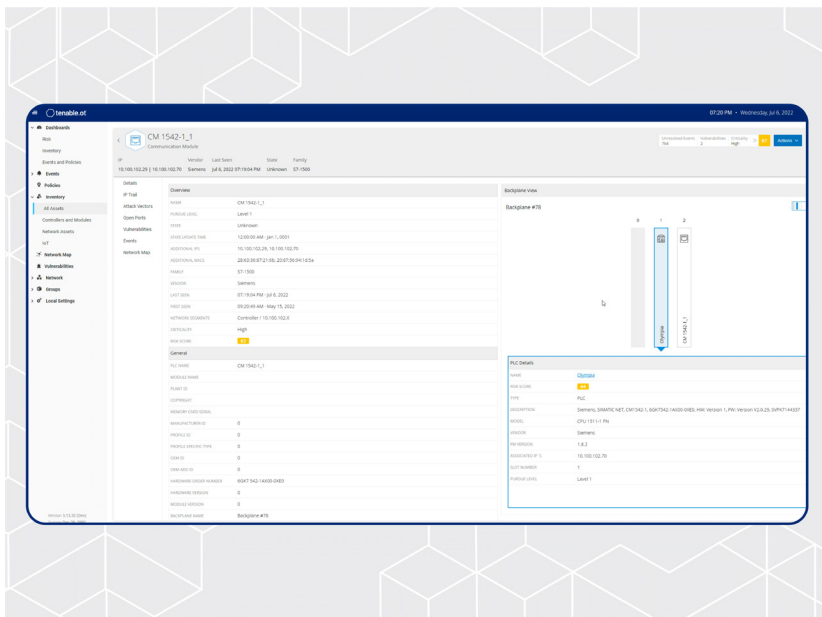 tenable.ot
07:20 PM • Wednesday, Jul 6, 2022
Dashboards
Risk
Inventory
Events and Policies
Events
Policies
Inventory
All Assets
Controllers and Modules
Network Assets
IoT
Network Map
Vulnerabilities
Network
Groups
Local Settings
CM 1542-1_1
Communication Module
Unresolved Events
Vulnerabilities
2
Criticality
High
Actions
IP
Vendor
Last Seen
State
Family
10.100.102.29 | 10.100.102.70
Siemens
Jul 6, 2022 07:19:04 PM
Unknown
S7-1500
Details
IP Trail
Attack Vectors
Open Ports
Vulnerabilities
Events
Network Map
Overview
NAME CM 1542-1_1
PURDUE LEVEL Level 1
STATE Unknown
12:00:00 AM · Jan 1, 0001
ADDITIONAL IPS 10.100.102.29, 10.100.102.70
ADDITIONAL MACS
FAMILY S7-1500
VENDOR Siemens
LAST SEEN 07:19:04 PM · Jul 6, 2022
FIRST SEEN 09:20:49 AM · May 15, 2022
NETWORK SEGMENTS Controller / 10.100.102.X
CRITICALITY High
RISK SCORE
General
PLC NAME CM 1542-1_1
MODULE NAME
PLANT ID
COPYRIGHT
MEMORY CARD SERIAL
MANUFACTURER ID 0
PROFILE ID 0
PROFILE SPECIFIC TYPE 0
OEM ID 0
OEM ADD ID 0
HARDWARE ORDER NUMBER 6GK7 542-1AX00-0XE0
HARDWARE VERSION 0
MODULE VERSION 0
BACKPLANE NAME Backplane #78
Backplane View
Backplane #78
0 1 2
Olympia
CM 1542-1_1
PLC Details
NAME Olympia
RISK SCORE
TYPE PLC
DESCRIPTION Siemens, SIMATIC NET, CM1542-1, 6GK7542-1AX00-0XE0, HW: Version 1, FW: Version V2.0.29, SVPH7144337
MODEL CPU 1511-1 PN
VENDOR Siemens
FW VERSION 1.8.2
ASSOCIATED IP'S 10.100.102.70
SLOT NUMBER 1
PURDUE LEVEL Level 1